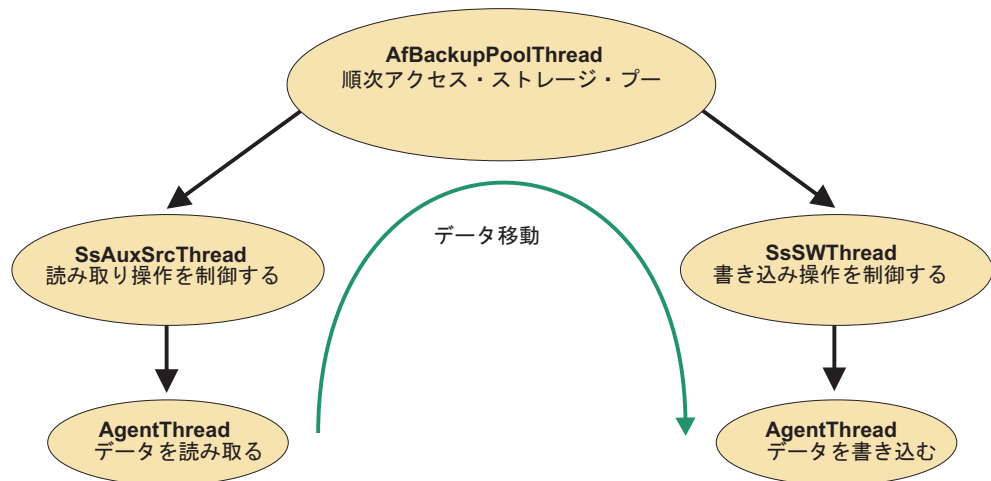 AfBackupPoolThread
順次アクセス・ストレージ・プー
データ移動
SsAuxSrcThread
読み取り操作を制御する
SsSWThread
書き込み操作を制御する
AgentThread
データを読み取る
AgentThread
データを書き込む